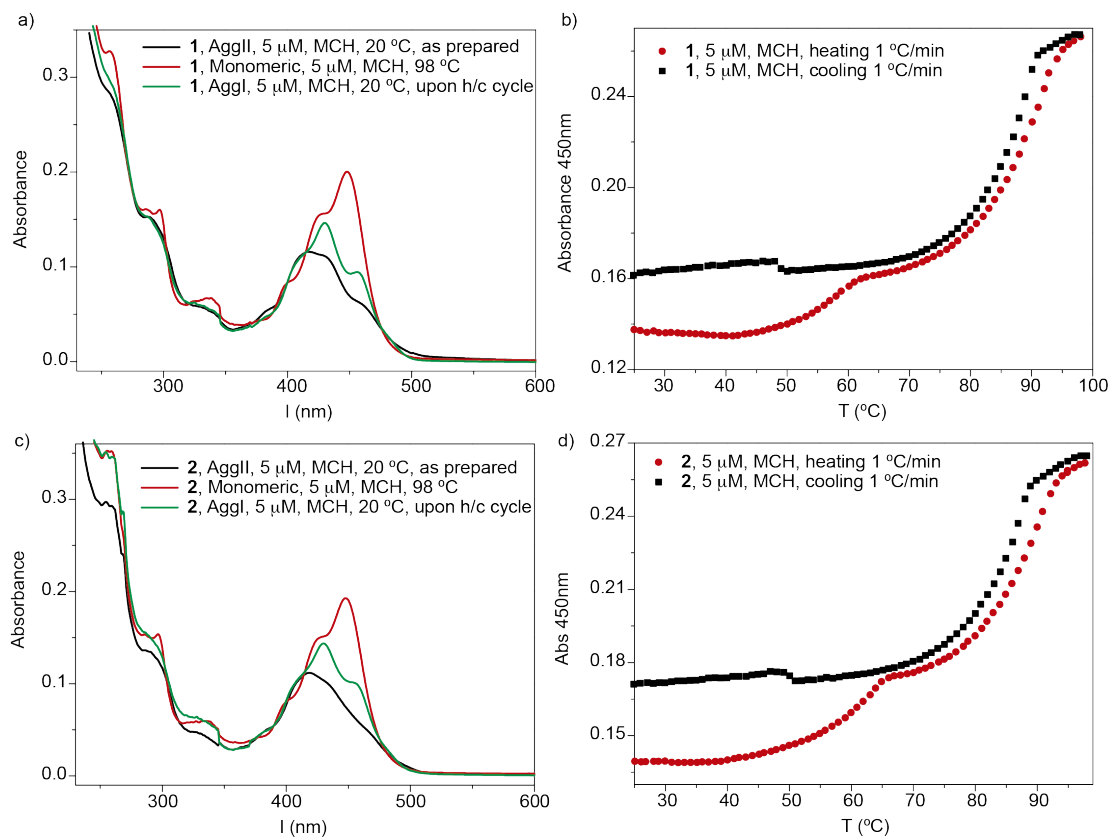 a)
1, AggII, 5 μM, MCH, 20 ºC, as prepared
1, Monomeric, 5 μM, MCH, 98 ºC
1, AggI, 5 μM, MCH, 20 ºC, upon h/c cycle
Absorbance
0.3
0.2
0.1
0.0
300
400
500
600
l (nm)
b)
1, 5 μM, MCH, heating 1 ºC/min
1, 5 μM, MCH, cooling 1 ºC/min
Absorbance 450nm
0.24
0.20
0.16
0.12
30
40
50
60
70
80
90
100
T (ºC)
c)
2, AggII, 5 μM, MCH, 20 ºC, as prepared
2, Monomeric, 5 μM, MCH, 98 ºC
2, AggI, 5 μM, MCH, 20 ºC, upon h/c cycle
Absorbance
0.3
0.2
0.1
0.0
300
400
500
600
l (nm)
d)
2, 5 μM, MCH, heating 1 ºC/min
2, 5 μM, MCH, cooling 1 ºC/min
Abs 450nm
0.27
0.24
0.21
0.18
0.15
30
40
50
60
70
80
90
T (ºC)